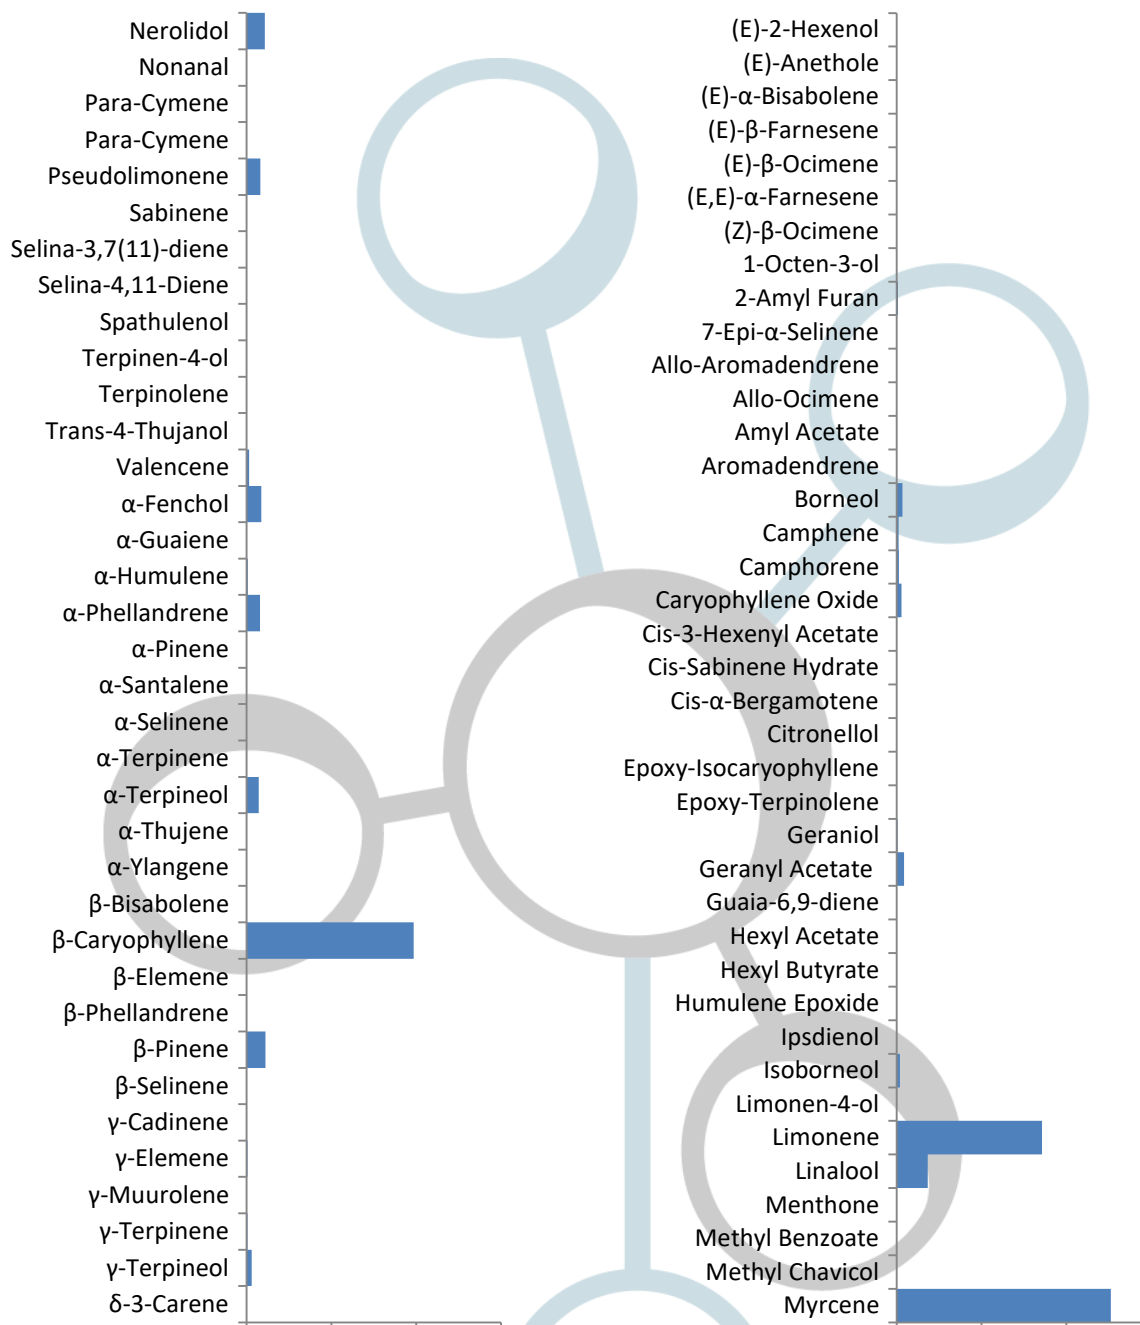 Nerolidol
Nonanal
Para-Cymene
Para-Cymene
Pseudolimonene
Sabinene
Selina-3,7(11)-diene
Selina-4,11-Diene
Spathulenol
Terpinen-4-ol
Terpinolene
Trans-4-Thujanol
Valencene
α-Fenchol
α-Guaiene
α-Humulene
α-Phellandrene
α-Pinene
α-Santalene
α-Selinene
α-Terpinene
α-Terpineol
α-Thujene
α-Ylangene
β-Bisabolene
β-Caryophyllene
β-Elemene
β-Phellandrene
β-Pinene
β-Selinene
γ-Cadinene
γ-Elemene
γ-Muurolene
γ-Terpinene
γ-Terpineol
δ-3-Carene
(E)-2-Hexenol
(E)-Anethole
(E)-α-Bisabolene
(E)-β-Farnesene
(E)-β-Ocimene
(E,E)-α-Farnesene
(Z)-β-Ocimene
1-Octen-3-ol
2-Amyl Furan
7-Epi-α-Selinene
Allo-Aromadendrene
Allo-Ocimene
Amyl Acetate
Aromadendrene
Borneol
Camphene
Camphorene
Caryophyllene Oxide
Cis-3-Hexenyl Acetate
Cis-Sabinene Hydrate
Cis-α-Bergamotene
Citronellol
Epoxy-Isocaryophyllene
Epoxy-Terpinolene
Geraniol
Geranyl Acetate
Guaia-6,9-diene
Hexyl Acetate
Hexyl Butyrate
Humulene Epoxide
Ipsdienol
Isoborneol
Limonen-4-ol
Limonene
Linalool
Menthone
Methyl Benzoate
Methyl Chavicol
Myrcene